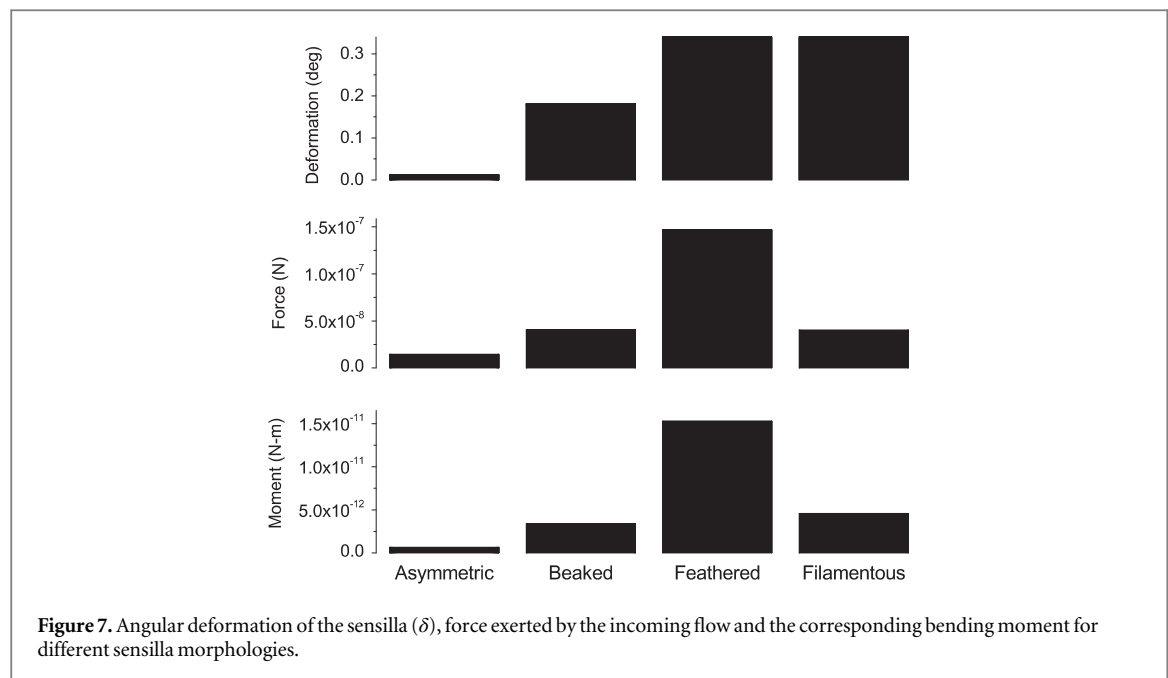 Deformation (deg)
0.3
0.2
0.1
0.0
Force (N)
1.5x10⁻⁷
1.0x10⁻⁷
5.0x10⁻⁸
0.0
Moment (N-m)
1.5x10⁻¹¹
1.0x10⁻¹¹
5.0x10⁻¹²
0.0
Asymmetric Beaked Feathered Filamentous
Figure 7. Angular deformation of the sensilla (δ), force exerted by the incoming flow and the corresponding bending moment for
different sensilla morphologies.